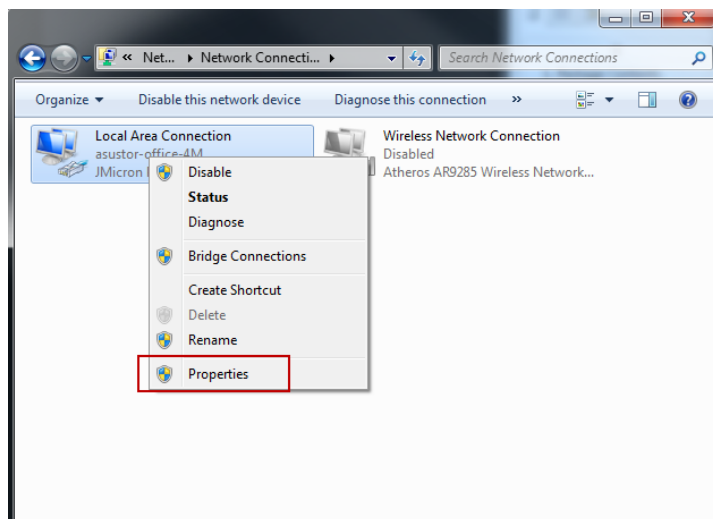 « Net... ▸ Network Connecti... ▸
Search Network Connections
Organize ▾ Disable this network device Diagnose this connection »
Local Area Connection
asustor-office-4M
JMicron
Wireless Network Connection
Disabled
Atheros AR9285 Wireless Network...
Disable
Status
Diagnose
Bridge Connections
Create Shortcut
Delete
Rename
Properties